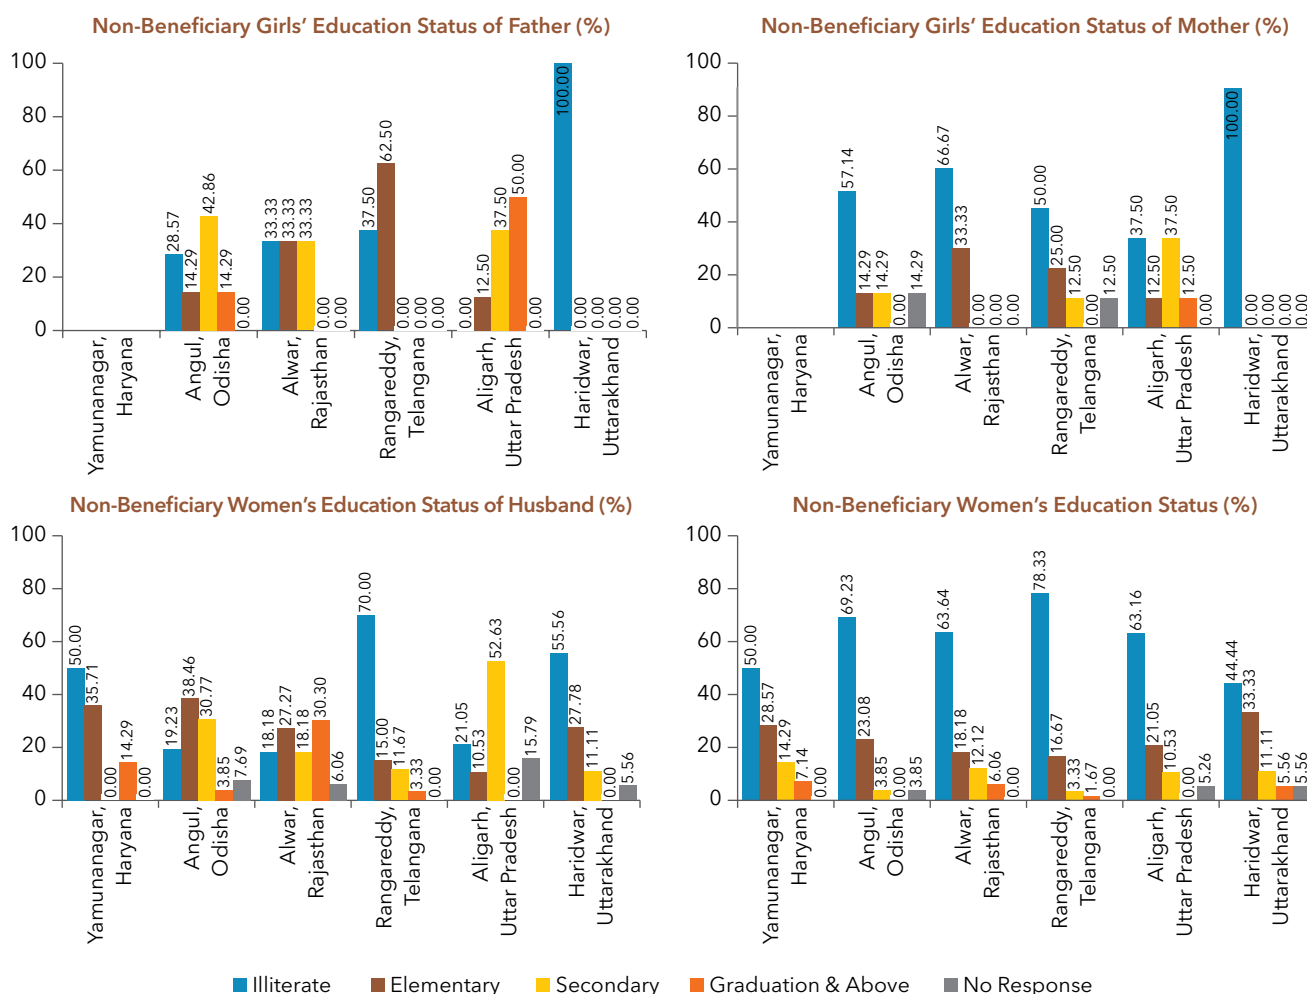 Non-Beneficiary Girls' Education Status of Father (%)
100
80
60
40
20
0
28.57
14.29
42.86
14.29
0.00
33.33
33.33
33.33
0.00
0.00
37.50
62.50
0.00
0.00
0.00
0.00
12.50
37.50
50.00
0.00
100.00
0.00
0.00
0.00
0.00
Yamunanagar,
Haryana
Angul,
Odisha
Alwar,
Rajasthan
Rangareddy,
Telangana
Aligarh,
Uttar Pradesh
Haridwar,
Uttarakhand
Non-Beneficiary Girls' Education Status of Mother (%)
100
80
60
40
20
0
57.14
14.29
14.29
0.00
14.29
66.67
33.33
0.00
0.00
0.00
50.00
25.00
12.50
0.00
12.50
37.50
12.50
37.50
12.50
0.00
100.00
0.00
0.00
0.00
0.00
Yamunanagar,
Haryana
Angul,
Odisha
Alwar,
Rajasthan
Rangareddy,
Telangana
Aligarh,
Uttar Pradesh
Haridwar,
Uttarakhand
Non-Beneficiary Women's Education Status of Husband (%)
100
80
60
40
20
0
50.00
35.71
0.00
14.29
0.00
19.23
38.46
30.77
3.85
7.69
18.18
27.27
18.18
30.30
6.06
70.00
15.00
11.67
3.33
0.00
21.05
10.53
52.63
0.00
15.79
55.56
27.78
11.11
0.00
5.56
Yamunanagar,
Haryana
Angul,
Odisha
Alwar,
Rajasthan
Rangareddy,
Telangana
Aligarh,
Uttar Pradesh
Haridwar,
Uttarakhand
Non-Beneficiary Women's Education Status (%)
100
80
60
40
20
0
50.00
28.57
14.29
7.14
0.00
69.23
23.08
3.85
0.00
3.85
63.64
18.18
12.12
6.06
0.00
78.33
16.67
3.33
1.67
0.00
63.16
21.05
10.53
0.00
5.26
44.44
33.33
11.11
5.56
5.56
Yamunanagar,
Haryana
Angul,
Odisha
Alwar,
Rajasthan
Rangareddy,
Telangana
Aligarh,
Uttar Pradesh
Haridwar,
Uttarakhand
Illiterate Elementary Secondary Graduation & Above No Response